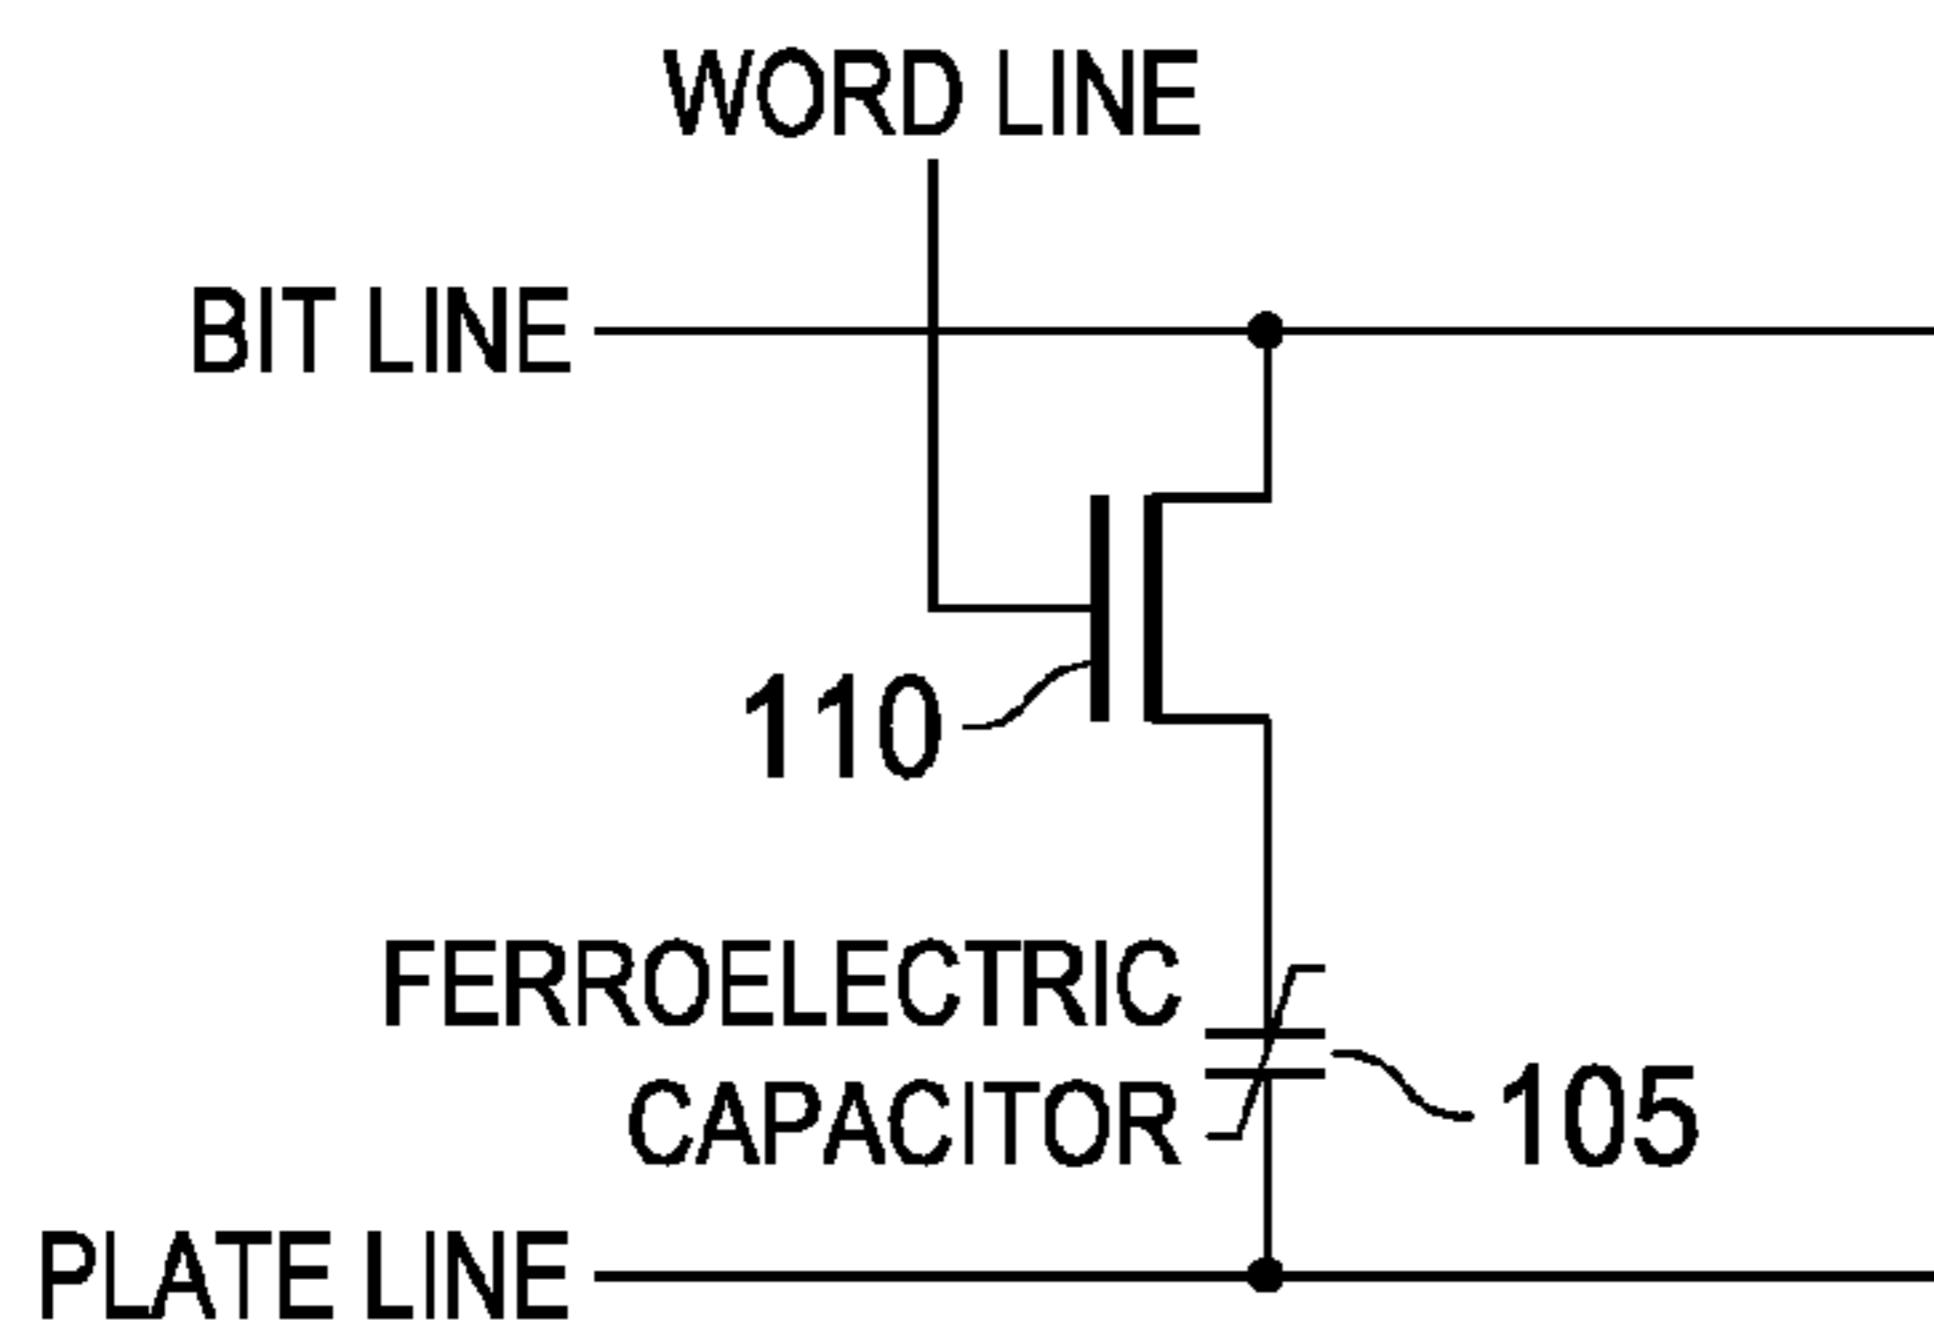 WORD LINE
BIT LINE
110
FERROELECTRIC
CAPACITOR
105
PLATE LINE